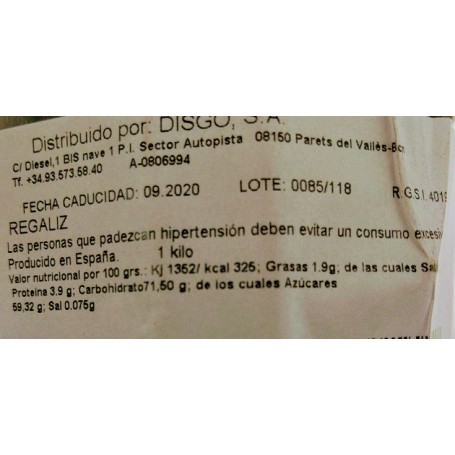 Distribuido por: DISGO, S.A.
C/ Diesel,1 BIS nave 1 P.I. Sector Autopista 08150 Parets del Vallés-Bcn
Tf. +34.93.573.58.40 A-0806994
FECHA CADUCIDAD: 09.2020 LOTE: 0085/118 R.G.S.I. 401
REGALIZ
Las personas que padezcan hipertensión deben evitar un consumo
Producido en España. 1 kilo
Valor nutricional por 100 grs.: Kj 1352/ kcal 325; Grasas 1.9g; de las cuales
Proteina 3.9 g; Carbohidrato71,50 g; de los cuales Azúcares
59,32 g; Sal 0.075g